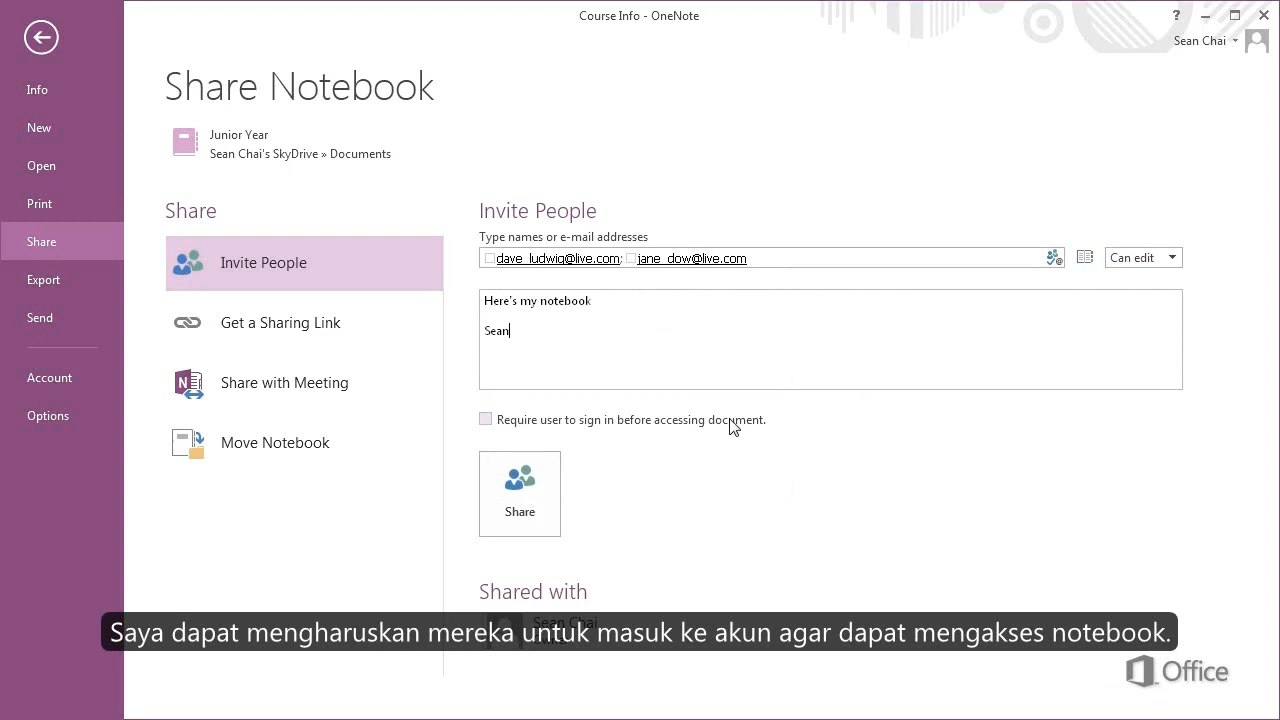 Course Info - OneNote
?
Sean Chai
Info
New
Open
Print
Share
Export
Send
Account
Options
Share Notebook
Junior Year
Sean Chai's SkyDrive » Documents
Share
Invite People
Get a Sharing Link
Share with Meeting
Move Notebook
Invite People
Type names or e-mail addresses
dave_ludwig@live.com; jane_dow@live.com
Can edit
Here's my notebook
Sean
Require user to sign in before accessing document.
Share
Shared with
Sean Chai
Saya dapat mengharuskan mereka untuk masuk ke akun agar dapat mengakses notebook.
Office